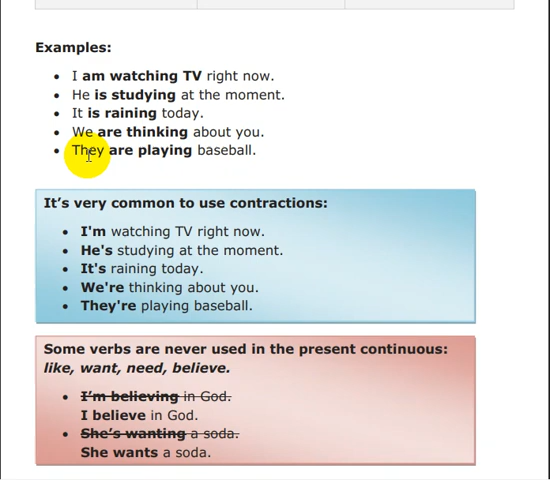 Examples:
I am watching TV right now.
He is studying at the moment.
It is raining today.
We are thinking about you.
They are playing baseball.
It’s very common to use contractions:
I'm watching TV right now.
He's studying at the moment.
It's raining today.
We're thinking about you.
They're playing baseball.
Some verbs are never used in the present continuous:
like, want, need, believe.
I’m believing in God.
I believe in God.
She’s wanting a soda.
She wants a soda.